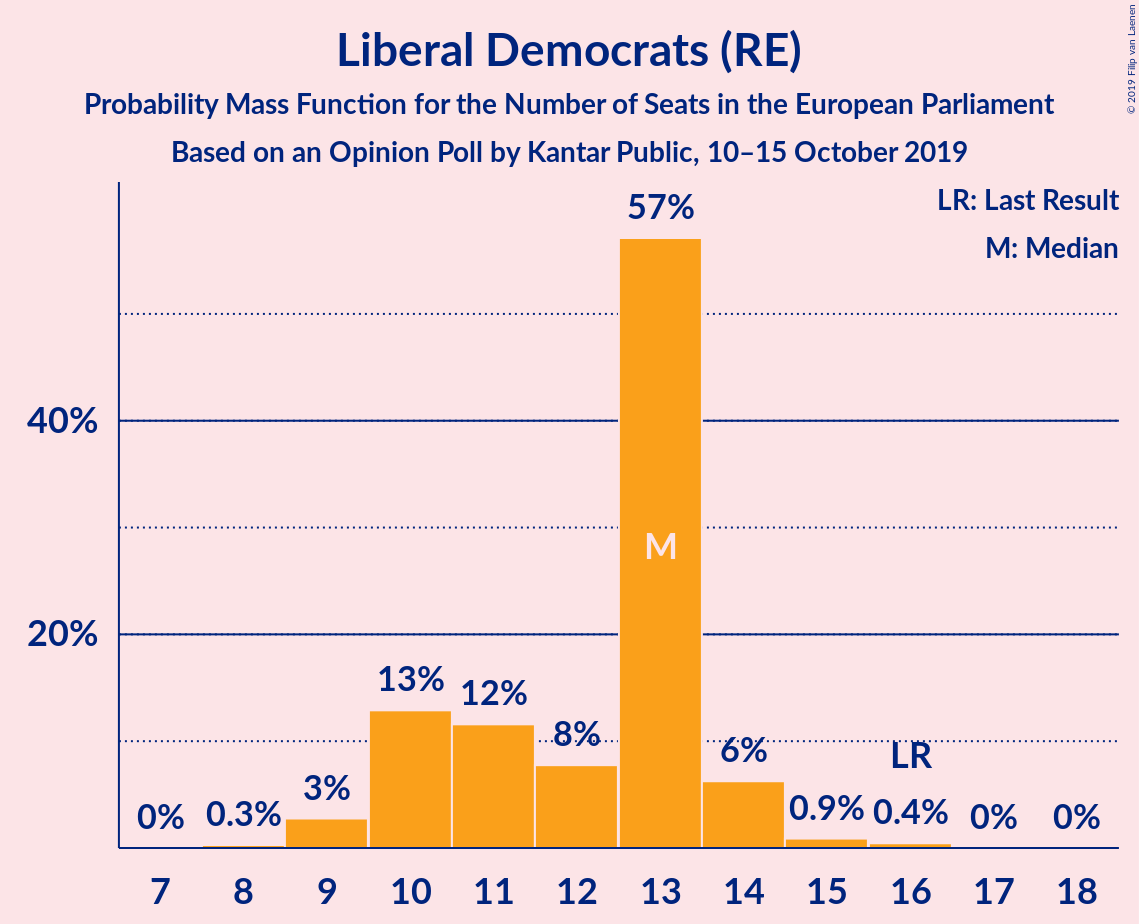 Liberal Democrats (RE)
Probability Mass Function for the Number of Seats in the European Parliament
Based on an Opinion Poll by Kantar Public, 10–15 October 2019
© 2019 Filip van Laenen
LR: Last Result
M: Median
57%
40%
M
20%
13%
12%
8%
6%
LR
3%
0%
0.3%
0.9%
0.4%
0%
0%
7 8 9 10 11 12 13 14 15 16 17 18